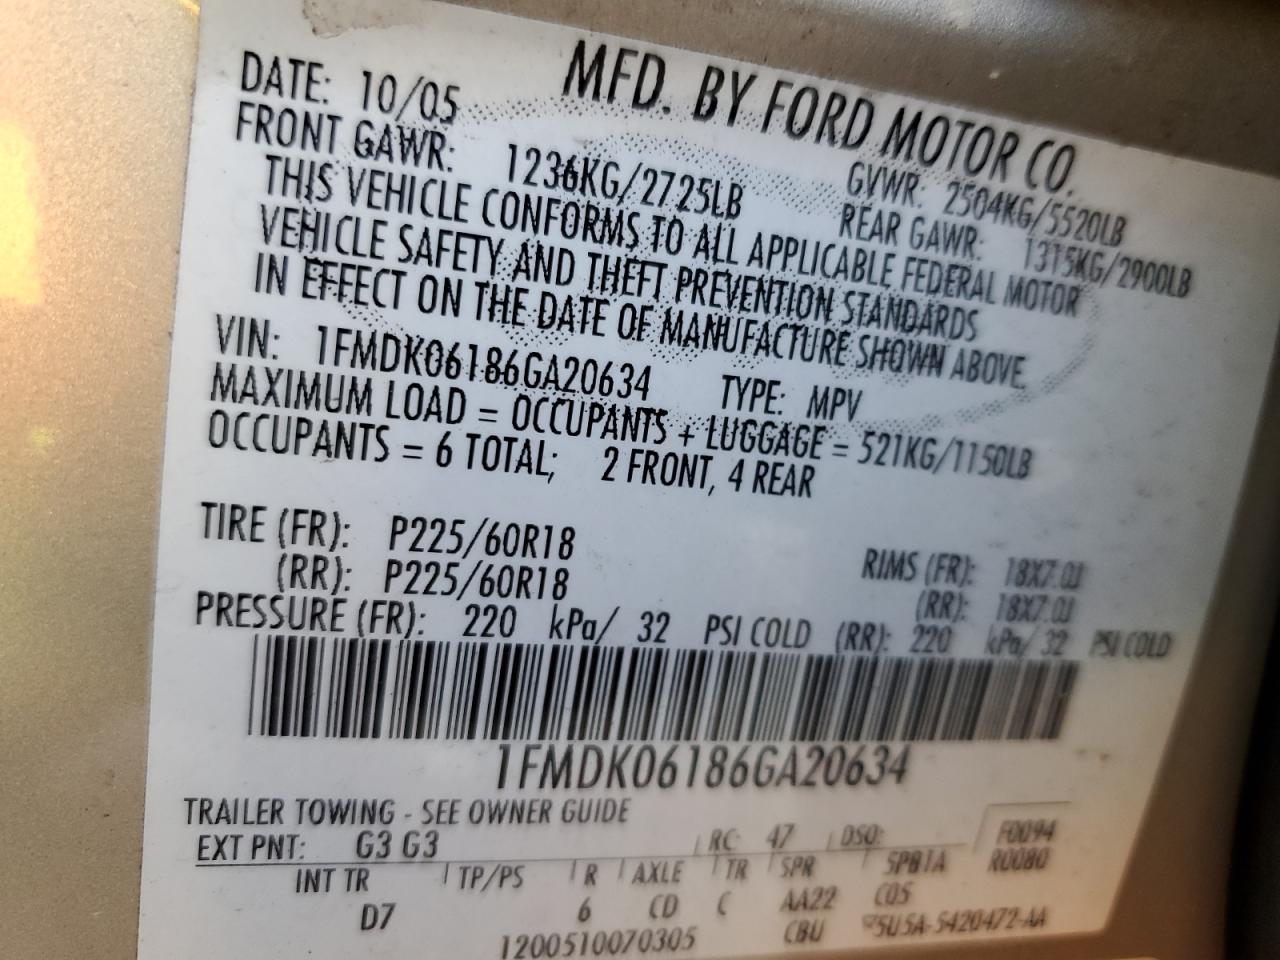 MFD. BY FORD MOTOR CO.
DATE: 10/05 GVWR: 2504KG/5520LB
FRONT GAWR: 1236KG/2725LB REAR GAWR: 1315KG/2900LB
THIS VEHICLE CONFORMS TO ALL APPLICABLE FEDERAL MOTOR
VEHICLE SAFETY AND THEFT PREVENTION STANDARDS
IN EFFECT ON THE DATE OF MANUFACTURE SHOWN ABOVE.
VIN: 1FMDK06186GA20634 TYPE: MPV
MAXIMUM LOAD = OCCUPANTS + LUGGAGE = 521KG/1150LB
OCCUPANTS = 6 TOTAL; 2 FRONT, 4 REAR
TIRE (FR): P225/60R18 RIMS (FR): 18X7.0J
(RR): P225/60R18 (RR): 18X7.0J
PRESSURE (FR): 220 kPa/ 32 PSI COLD (RR): 220 kPa/ 32 PSI COLD
1FMDK06186GA20634
TRAILER TOWING - SEE OWNER GUIDE
EXT PNT: G3 G3 RC: 47 DSO: F0094
INT TR TP/PS R AXLE TR SPR 5P81A R0080
D7 6 CD C AA22 C05
1200510070305 CBU 5U5A-5420472-AA